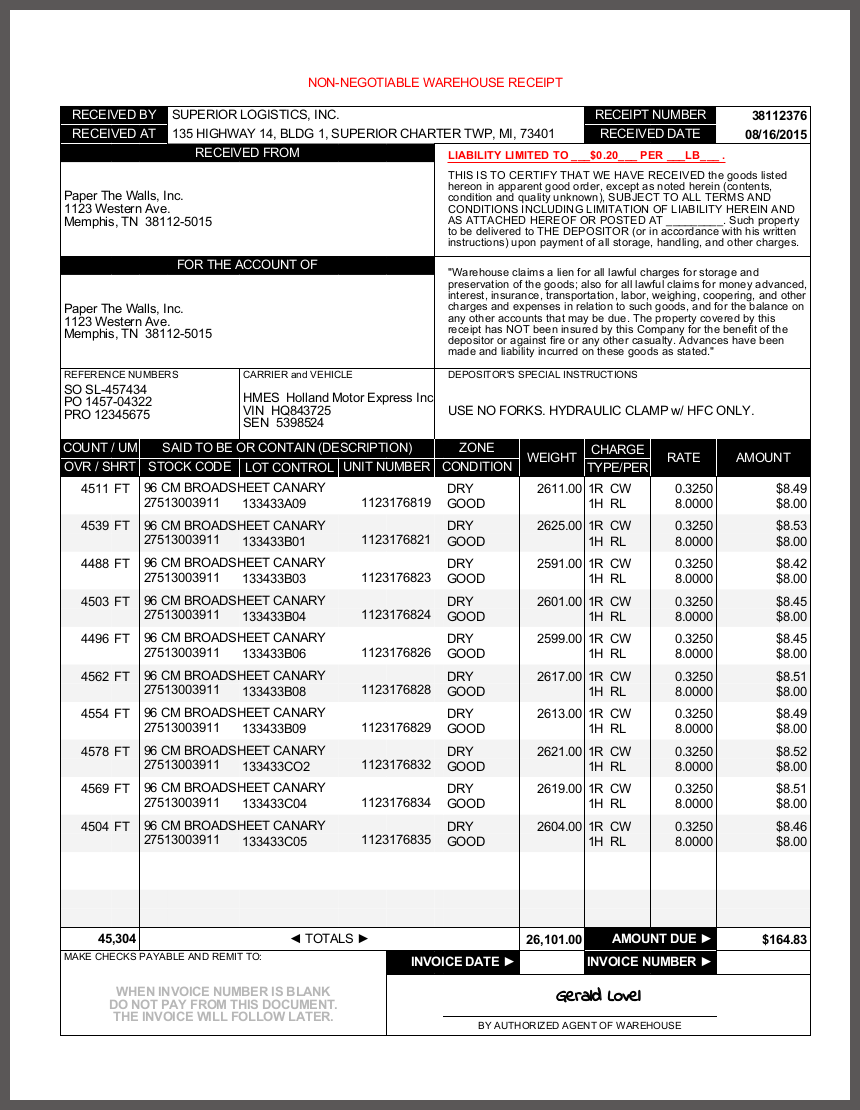 NON-NEGOTIABLE WAREHOUSE RECEIPT
RECEIVED BY SUPERIOR LOGISTICS, INC. RECEIPT NUMBER 38112376
RECEIVED AT 135 HIGHWAY 14, BLDG 1, SUPERIOR CHARTER TWP, MI, 73401 RECEIVED DATE 08/16/2015
RECEIVED FROM
Paper The Walls, Inc.
1123 Western Ave.
Memphis, TN 38112-5015
LIABILITY LIMITED TO ___$0.20___ PER ___LB___ .
THIS IS TO CERTIFY THAT WE HAVE RECEIVED the goods listed
hereon in apparent good order, except as noted herein (contents,
condition and quality unknown), SUBJECT TO ALL TERMS AND
CONDITIONS INCLUDING LIMITATION OF LIABILITY HEREIN AND
AS ATTACHED HEREOF OR POSTED AT _________. Such property
to be delivered to THE DEPOSITOR (or in accordance with his written
instructions) upon payment of all storage, handling, and other charges.
FOR THE ACCOUNT OF
Paper The Walls, Inc.
1123 Western Ave.
Memphis, TN 38112-5015
"Warehouse claims a lien for all lawful charges for storage and
preservation of the goods; also for all lawful claims for money advanced,
interest, insurance, transportation, labor, weighing, coopering, and other
charges and expenses in relation to such goods, and for the balance on
any other accounts that may be due. The property covered by this
receipt has NOT been insured by this Company for the benefit of the
depositor or against fire or any other casualty. Advances have been
made and liability incurred on these goods as stated."
REFERENCE NUMBERS
SO SL-457434
PO 1457-04322
PRO 12345675
CARRIER and VEHICLE
HMES Holland Motor Express Inc
VIN HQ843725
SEN 5398524
DEPOSITOR'S SPECIAL INSTRUCTIONS
USE NO FORKS. HYDRAULIC CLAMP w/ HFC ONLY.
COUNT / UM SAID TO BE OR CONTAIN (DESCRIPTION) ZONE WEIGHT CHARGE RATE AMOUNT
OVR / SHRT STOCK CODE LOT CONTROL UNIT NUMBER CONDITION TYPE/PER
4511 FT 96 CM BROADSHEET CANARY DRY 2611.00 1R CW 0.3250 $8.49
27513003911 133433A09 1123176819 GOOD 1H RL 8.0000 $8.00
4539 FT 96 CM BROADSHEET CANARY DRY 2625.00 1R CW 0.3250 $8.53
27513003911 133433B01 1123176821 GOOD 1H RL 8.0000 $8.00
4488 FT 96 CM BROADSHEET CANARY DRY 2591.00 1R CW 0.3250 $8.42
27513003911 133433B03 1123176823 GOOD 1H RL 8.0000 $8.00
4503 FT 96 CM BROADSHEET CANARY DRY 2601.00 1R CW 0.3250 $8.45
27513003911 133433B04 1123176824 GOOD 1H RL 8.0000 $8.00
4496 FT 96 CM BROADSHEET CANARY DRY 2599.00 1R CW 0.3250 $8.45
27513003911 133433B06 1123176826 GOOD 1H RL 8.0000 $8.00
4562 FT 96 CM BROADSHEET CANARY DRY 2617.00 1R CW 0.3250 $8.51
27513003911 133433B08 1123176828 GOOD 1H RL 8.0000 $8.00
4554 FT 96 CM BROADSHEET CANARY DRY 2613.00 1R CW 0.3250 $8.49
27513003911 133433B09 1123176829 GOOD 1H RL 8.0000 $8.00
4578 FT 96 CM BROADSHEET CANARY DRY 2621.00 1R CW 0.3250 $8.52
27513003911 133433CO2 1123176832 GOOD 1H RL 8.0000 $8.00
4569 FT 96 CM BROADSHEET CANARY DRY 2619.00 1R CW 0.3250 $8.51
27513003911 133433C04 1123176834 GOOD 1H RL 8.0000 $8.00
4504 FT 96 CM BROADSHEET CANARY DRY 2604.00 1R CW 0.3250 $8.46
27513003911 133433C05 1123176835 GOOD 1H RL 8.0000 $8.00
45,304 ◄ TOTALS ► 26,101.00 AMOUNT DUE ► $164.83
MAKE CHECKS PAYABLE AND REMIT TO: INVOICE DATE ► INVOICE NUMBER ►
WHEN INVOICE NUMBER IS BLANK
DO NOT PAY FROM THIS DOCUMENT.
THE INVOICE WILL FOLLOW LATER.
Gerald Lovel
BY AUTHORIZED AGENT OF WAREHOUSE